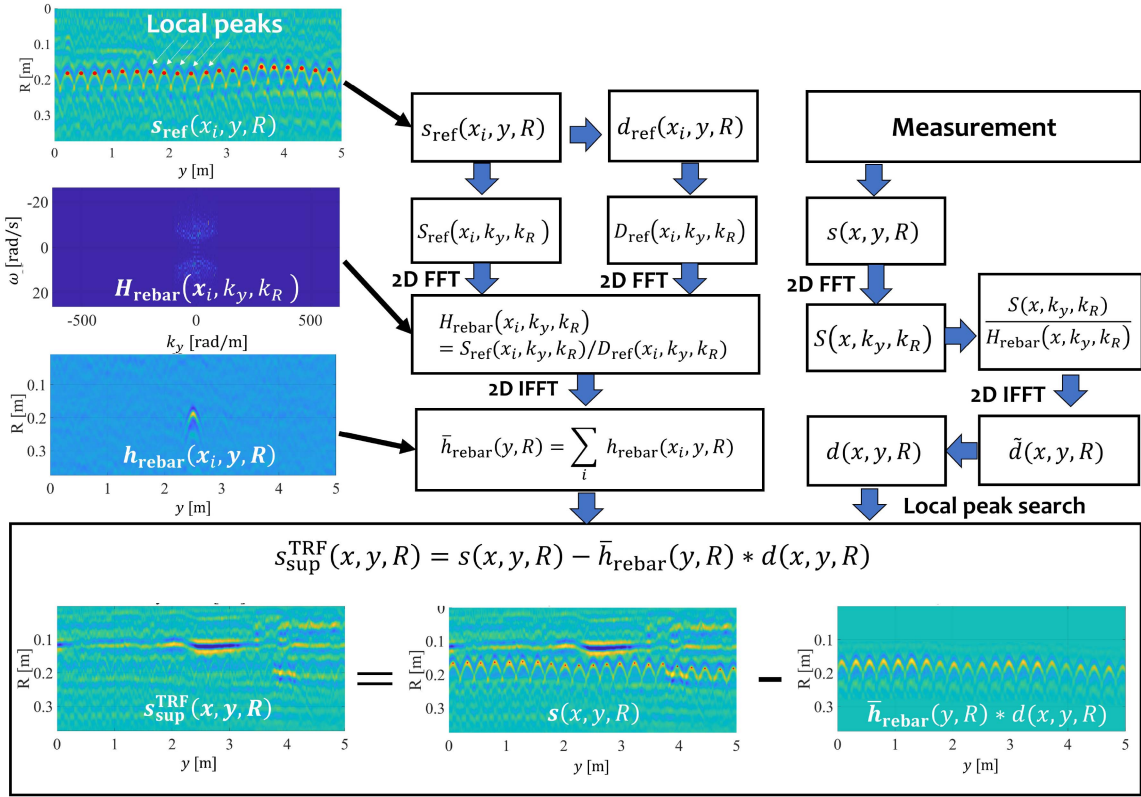 0
Local peaks
0.1
R [m]
0.2
0.3
s_ref(x_i, y, R)
0 1 2 3 4 5
y [m]
-20
ω [rad/s]
0
20
H_rebar(x_i, k_y, k_R)
-500 0 500
k_y [rad/m]
0.1
R [m]
0.2
0.3
h_rebar(x_i, y, R)
0 1 2 3 4 5
y [m]
s_ref(x_i, y, R)
d_ref(x_i, y, R)
S_ref(x_i, k_y, k_R)
D_ref(x_i, k_y, k_R)
2D FFT
2D FFT
H_rebar(x_i, k_y, k_R)
= S_ref(x_i, k_y, k_R)/D_ref(x_i, k_y, k_R)
2D IFFT
h̄_rebar(y, R) = ∑_i h_rebar(x_i, y, R)
Measurement
s(x, y, R)
2D FFT
S(x, k_y, k_R)
S(x, k_y, k_R)
H_rebar(x, k_y, k_R)
2D IFFT
d(x, y, R)
d̃(x, y, R)
Local peak search
s_sup^TRF(x, y, R) = s(x, y, R) − h̄_rebar(y, R) ∗ d(x, y, R)
0.1
R [m]
0.2
0.3
s_sup^TRF(x, y, R)
0 1 2 3 4 5
y [m]
=
0
0.1
R [m]
0.2
0.3
s(x, y, R)
0 1 2 3 4 5
y [m]
-
0.1
R [m]
0.2
0.3
h̄_rebar(y, R) ∗ d(x, y, R)
0 1 2 3 4 5
y [m]